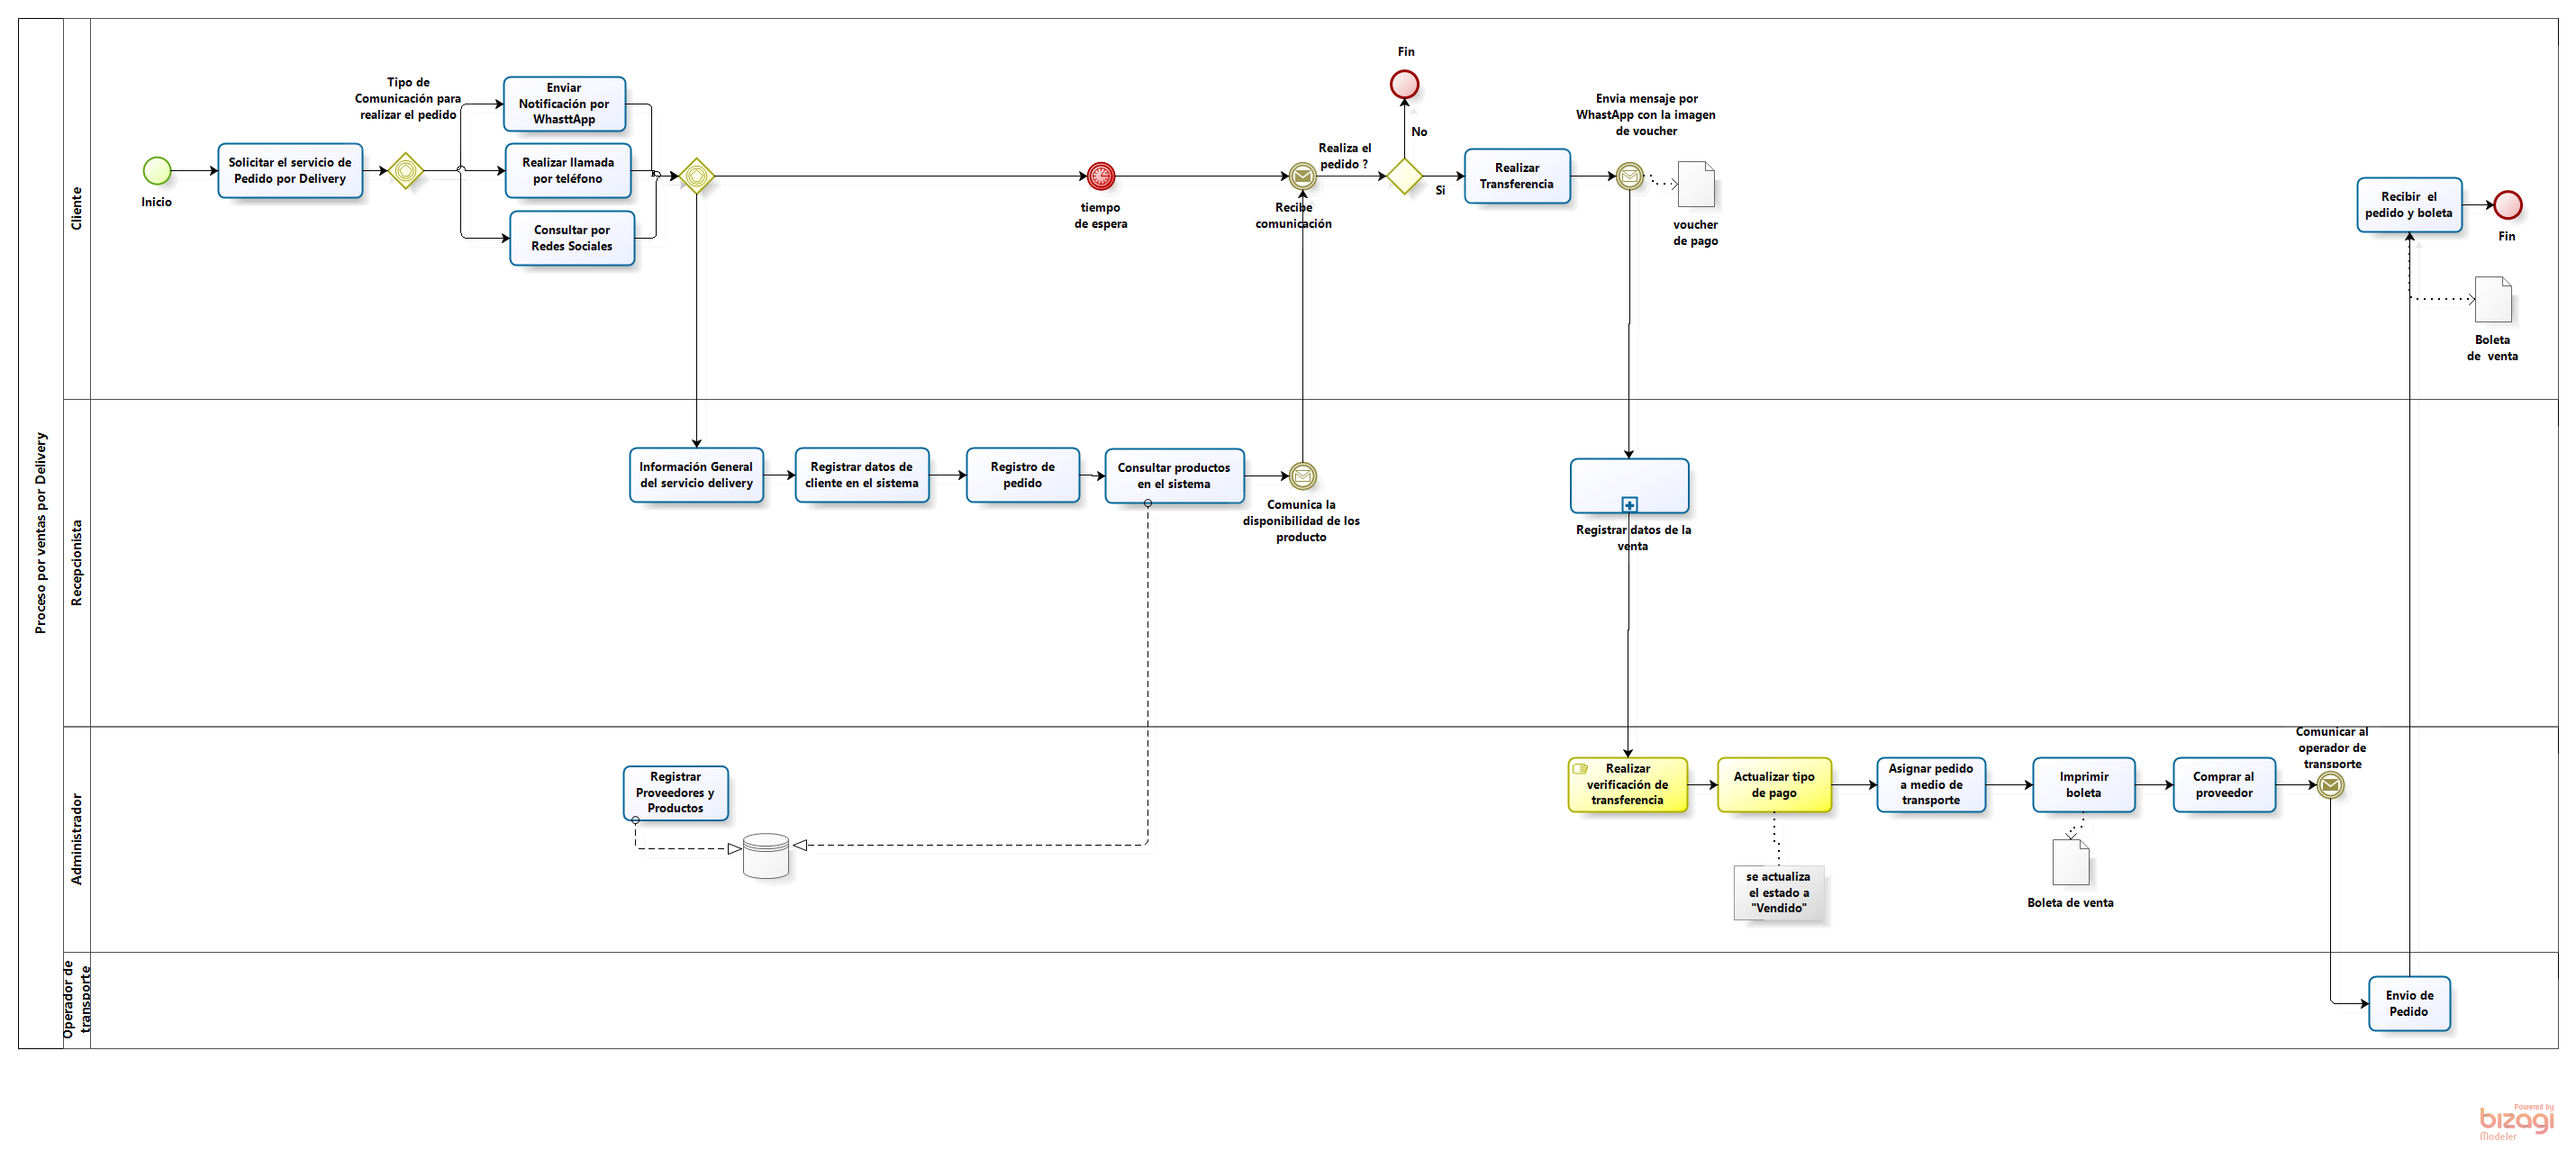 Proceso por ventas por Delivery
Cliente
Inicio
Solicitar el servicio de
Pedido por Delivery
Tipo de
Comunicación para
realizar el pedido
Enviar
Notificación por
WhasttApp
Realizar llamada
por teléfono
Consultar por
Redes Sociales
tiempo
de espera
Recibe
comunicación
Realiza el
pedido ?
Fin
No
Si
Realizar
Transferencia
Envia mensaje por
WhastApp con la imagen
de voucher
voucher
de pago
Recibir el
pedido y boleta
Fin
Boleta
de venta
Recepcionista
Información General
del servicio delivery
Registrar datos de
cliente en el sistema
Registro de
pedido
Consultar productos
en el sistema
Comunica la
disponibilidad de los
producto
Registrar datos de la
venta
Administrador
Registrar
Proveedores y
Productos
Realizar
verificación de
transferencia
Actualizar tipo
de pago
se actualiza
el estado a
"Vendido"
Asignar pedido
a medio de
transporte
Imprimir
boleta
Boleta de venta
Comprar al
proveedor
Comunicar al
operador de
transporte
Operador de
transporte
Envio de
Pedido
Powered by
bizagi
Modeler